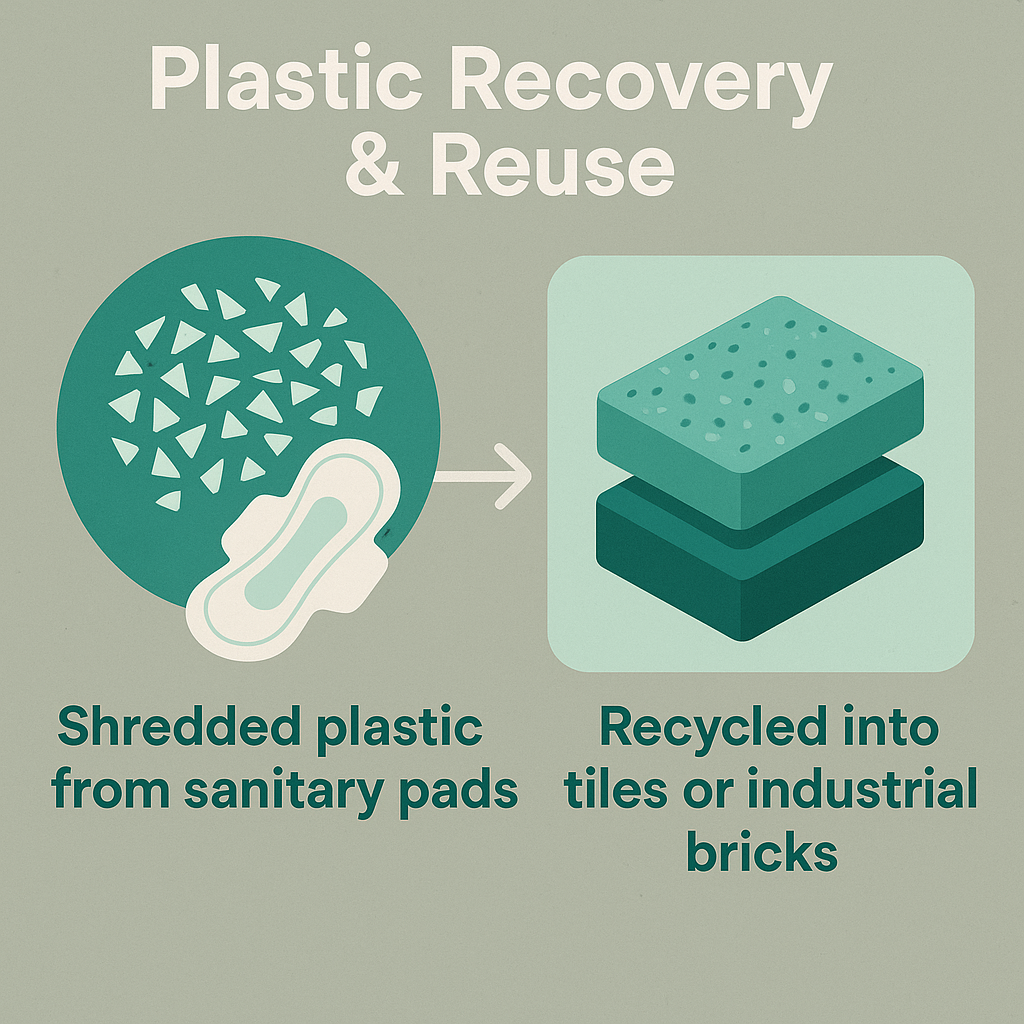 Plastic Recovery
& Reuse
Shredded plastic
from sanitary pads
Recycled into
tiles or industrial
bricks